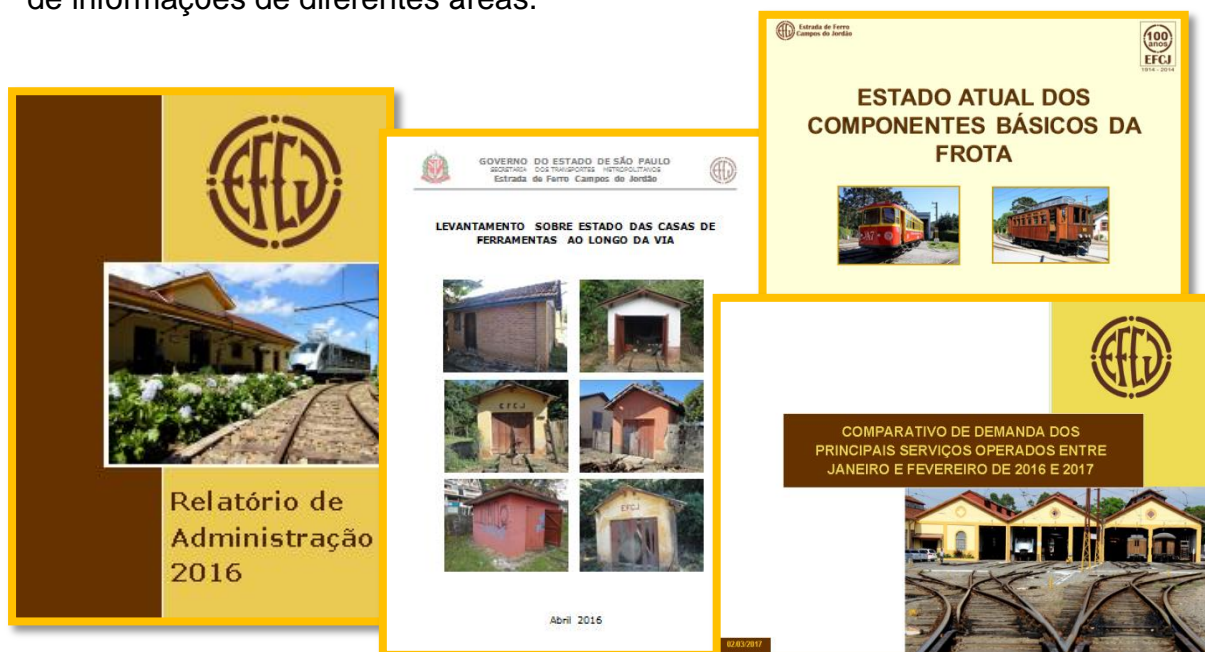 de informações de diferentes áreas.
EFCJ
Relatório de
Administração
2016
GOVERNO DO ESTADO DE SÃO PAULO
SECRETARIA DOS TRANSPORTES METROPOLITANOS
Estrada de Ferro Campos do Jordão
LEVANTAMENTO SOBRE ESTADO DAS CASAS DE
FERRAMENTAS AO LONGO DA VIA
EFCJ
EFCJ
Abril 2016
Estrada de Ferro
Campos do Jordão
100
anos
EFCJ
1914 - 2014
ESTADO ATUAL DOS
COMPONENTES BÁSICOS DA
FROTA
A7
EFCJ
COMPARATIVO DE DEMANDA DOS
PRINCIPAIS SERVIÇOS OPERADOS ENTRE
JANEIRO E FEVEREIRO DE 2016 E 2017
02/03/2017